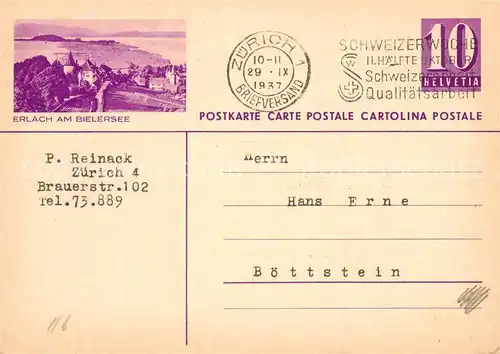 ERLACH AM BIELERSEE
ZÜRICH 1
10-11
29 · IX
1937
BRIEFVERSAND
SCHWEIZERWOCHE
II. HÄLFTE OKTOBER
Schweizer
Qualitätsarbeit
10
HELVETIA
POSTKARTE CARTE POSTALE CARTOLINA POSTALE
P. Reinack
Zürich 4
Brauerstr.102
Tel.73.889
Herrn
Hans Erne
Böttstein